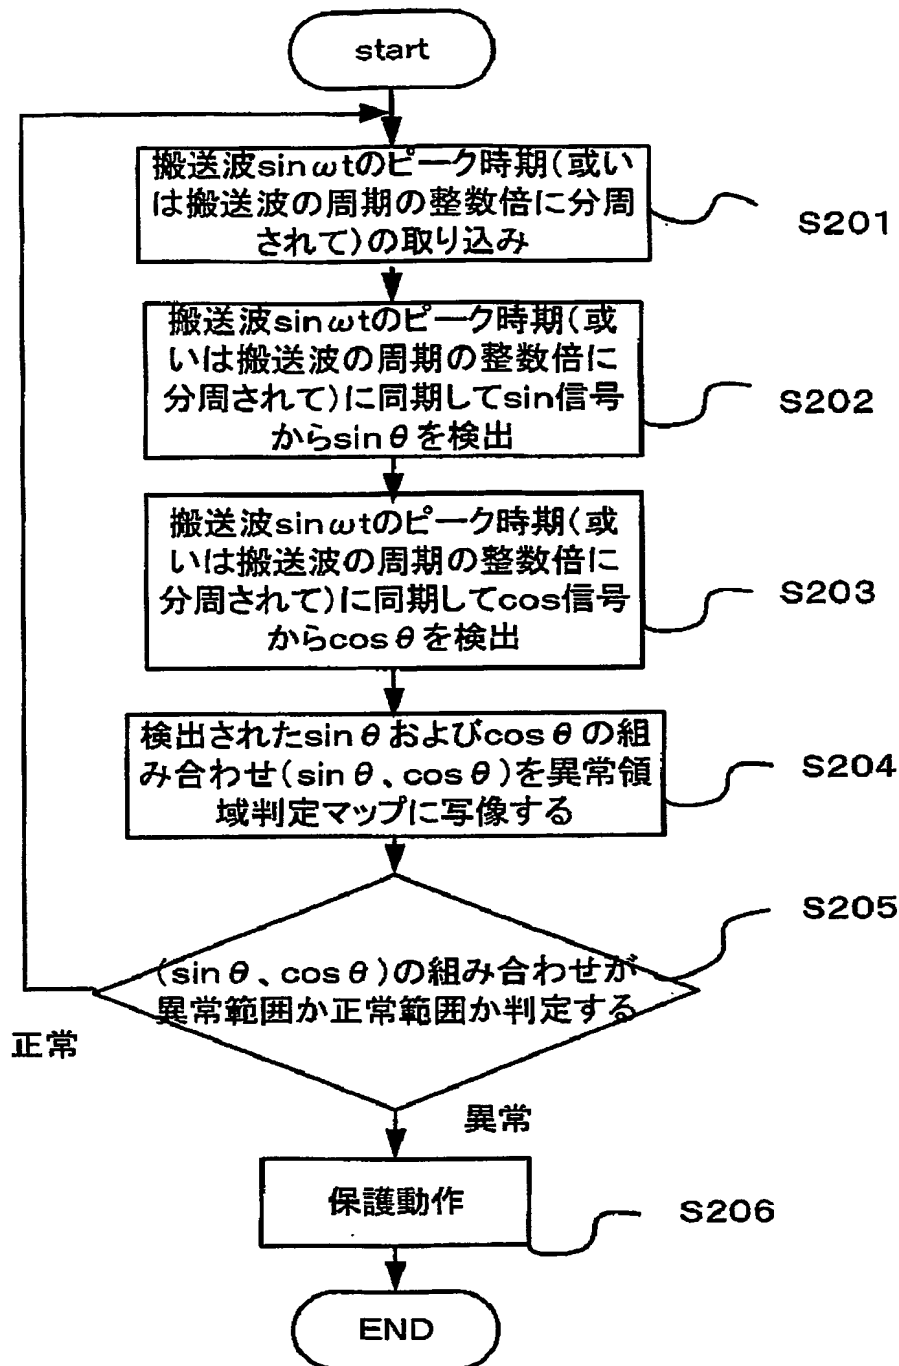 start
搬送波sinωtのピーク時期（或い
は搬送波の周期の整数倍に分周
されて）の取り込み
S201
搬送波sinωtのピーク時期（或
いは搬送波の周期の整数倍に
分周されて）に同期してsin信号
からsinθを検出
S202
搬送波sinωtのピーク時期（或
いは搬送波の周期の整数倍に
分周されて）に同期してcos信号
からcosθを検出
S203
検出されたsinθおよびcosθの組
み合わせ（sinθ、cosθ）を異常領
域判定マップに写像する
S204
（sinθ、cosθ）の組み合わせが
異常範囲か正常範囲か判定する
S205
正常
異常
保護動作
S206
END